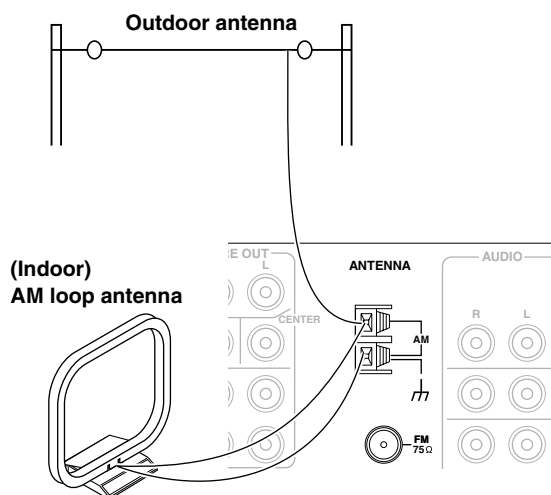 Outdoor antenna
(Indoor)
AM loop antenna
E OUT
L
CENTER
ANTENNA
AM
FM
75Ω
AUDIO
R L